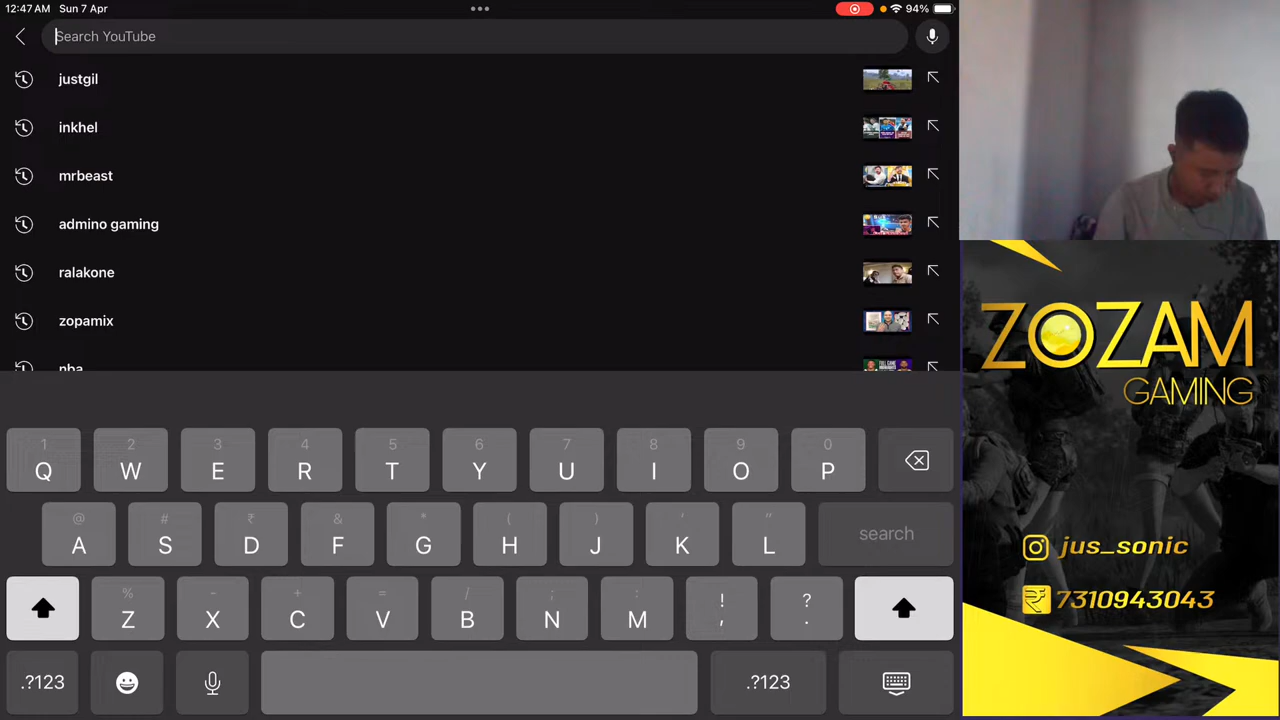 12:47 AM Sun 7 Apr
94%
Search YouTube
justgil
inkhel
mrbeast
admino gaming
ralakone
zopamix
nba
1 2 3 4 5 6 7 8 9 0
Q W E R T Y U I O P
@ # ₹ & * ( ) ' "
A S D F G H J K L search
% - + = / ; : ! ?
Z X C V B N M , .
.?123 .?123
ZOZAM
GAMING
jus_sonic
₹ 7310943043